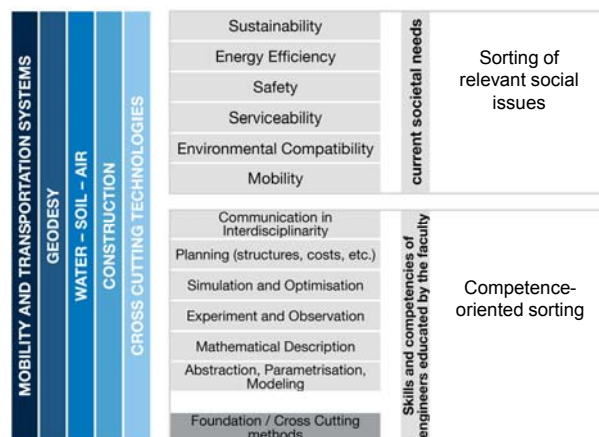 MOBILITY AND TRANSPORTATION SYSTEMS
GEODESY
WATER – SOIL – AIR
CONSTRUCTION
CROSS CUTTING TECHNOLOGIES
Sustainability
Energy Efficiency
Safety
Serviceability
Environmental Compatibility
Mobility
current societal needs
Sorting of
relevant social
issues
Communication in
Interdisciplinarity
Planning (structures, costs, etc.)
Simulation and Optimisation
Experiment and Observation
Mathematical Description
Abstraction, Parametrisation,
Modeling
Foundation / Cross Cutting
methods
Skills and competencies of
engineers educated by the faculty
Competence-
oriented sorting